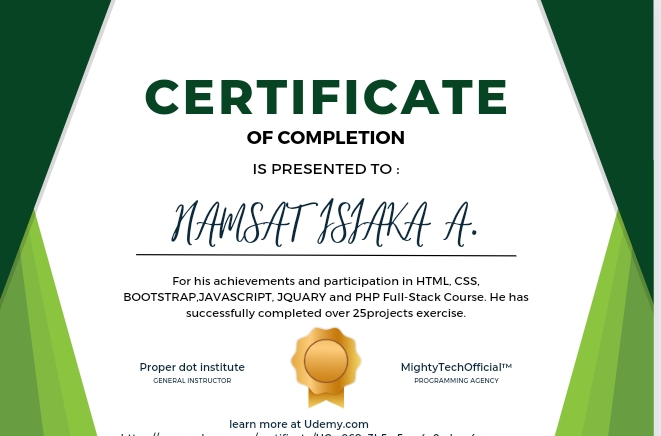 CERTIFICATE
OF COMPLETION
IS PRESENTED TO :
NAMSAT ISIAKA A.
For his achievements and participation in HTML, CSS,
BOOTSTRAP,JAVASCRIPT, JQUARY and PHP Full-Stack Course. He has
successfully completed over 25projects exercise.
Proper dot institute
GENERAL INSTRUCTOR
MightyTechOfficial™
PROGRAMMING AGENCY
learn more at Udemy.com